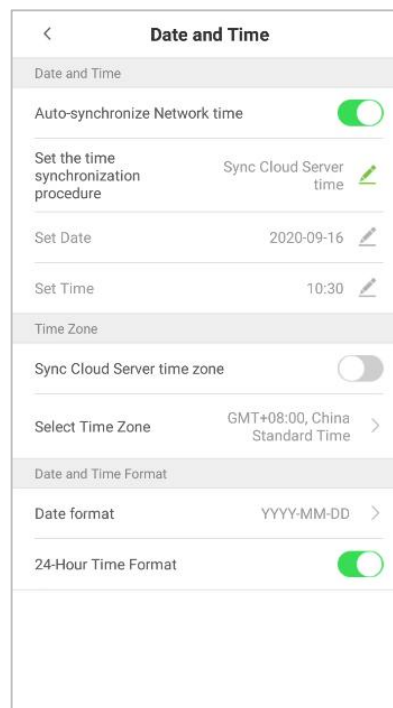 Date and Time
Date and Time
Auto-synchronize Network time
Set the time
synchronization
procedure
Sync Cloud Server
time
Set Date
2020-09-16
Set Time
10:30
Time Zone
Sync Cloud Server time zone
Select Time Zone
GMT+08:00, China
Standard Time
Date and Time Format
Date format
YYYY-MM-DD
24-Hour Time Format